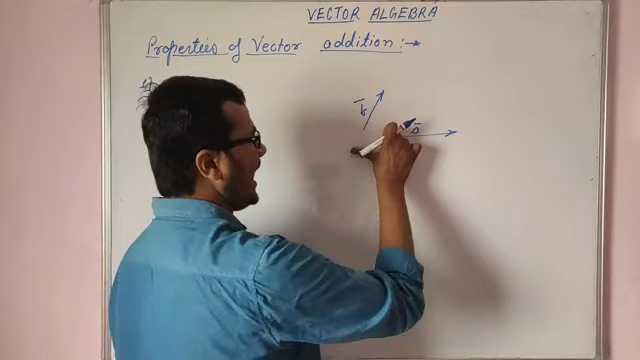 VECTOR ALGEBRA
Properties of Vector addition :→
b̅
a̅